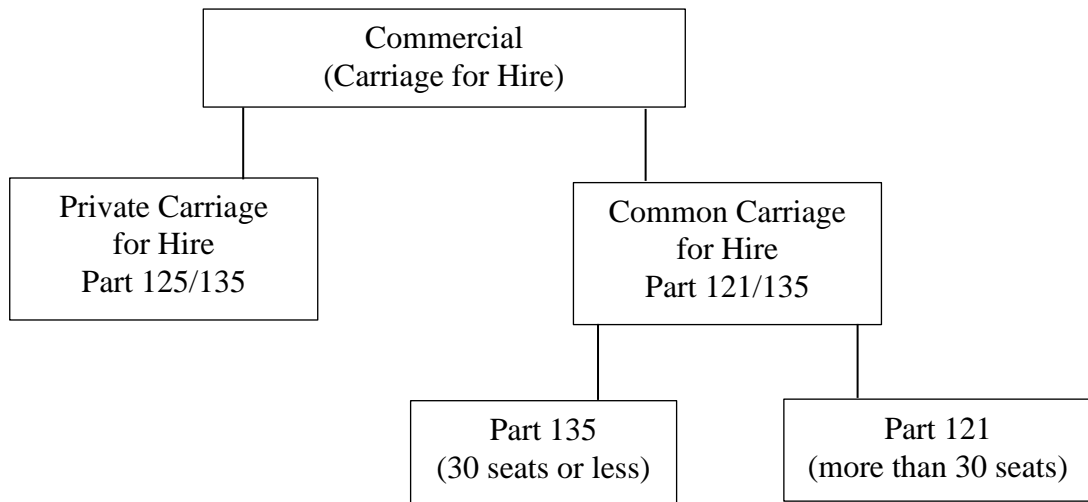 Commercial
(Carriage for Hire)
Private Carriage
for Hire
Part 125/135
Common Carriage
for Hire
Part 121/135
Part 135
(30 seats or less)
Part 121
(more than 30 seats)